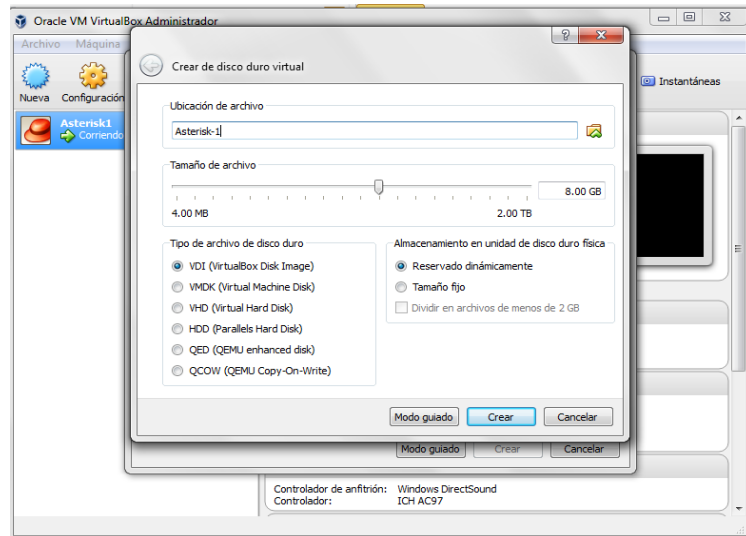 Oracle VM VirtualBox Administrador
Archivo Máquina
Nueva Configuración
Instantáneas
Asterisk1
Corriendo
Crear de disco duro virtual
Ubicación de archivo
Asterisk-1
Tamaño de archivo
8.00 GB
4.00 MB 2.00 TB
Tipo de archivo de disco duro
VDI (VirtualBox Disk Image)
VMDK (Virtual Machine Disk)
VHD (Virtual Hard Disk)
HDD (Parallels Hard Disk)
QED (QEMU enhanced disk)
QCOW (QEMU Copy-On-Write)
Almacenamiento en unidad de disco duro física
Reservado dinámicamente
Tamaño fijo
Dividir en archivos de menos de 2 GB
Modo guiado Crear Cancelar
Modo guiado Crear Cancelar
Controlador de anfitrión: Windows DirectSound
Controlador: ICH AC97